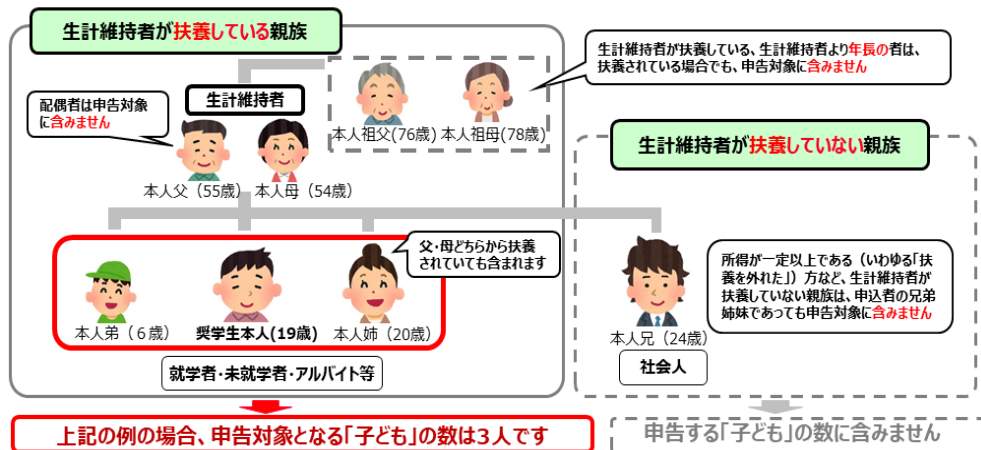 生計維持者が扶養している親族
生計維持者が扶養している、生計維持者より年長の者は、
扶養されている場合でも、申告対象に含みません
生計維持者
配偶者は申告対象
に含みません
本人祖父(76歳)
本人祖母(78歳)
生計維持者が扶養していない親族
本人父（55歳）
本人母（54歳）
父・母どちらから扶養
されていても含まれます
所得が一定以上である（いわゆる「扶
養を外れた」）方など、生計維持者が
扶養していない親族は、申込者の兄弟
姉妹であっても申告対象に含みません
本人弟（６歳）
奨学生本人(19歳)
本人姉（20歳）
本人兄（24歳）
就学者・未就学者・アルバイト等
社会人
上記の例の場合、申告対象となる「子ども」の数は３人です
申告する「子ども」の数に含みません